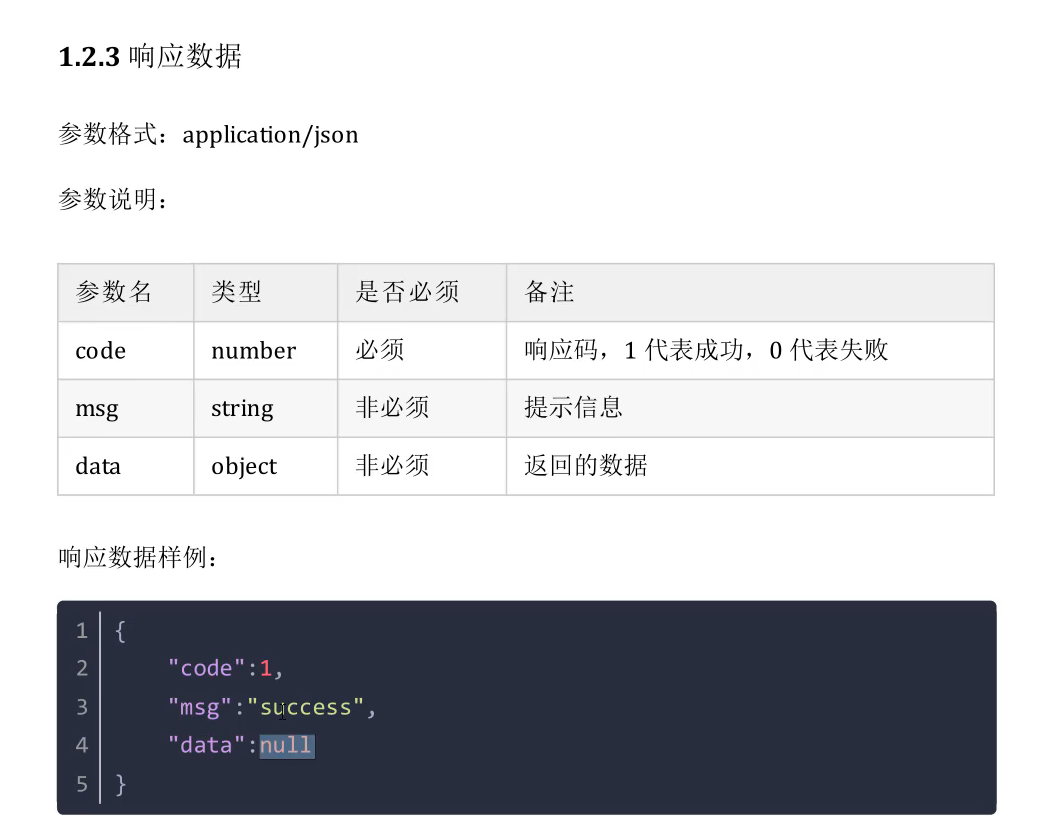 1.2.3 响应数据
参数格式：application/json
参数说明：
参数名 类型 是否必须 备注
code number 必须 响应码，1 代表成功，0 代表失败
msg string 非必须 提示信息
data object 非必须 返回的数据
响应数据样例：
1 {
2 "code":1,
3 "msg":"success",
4 "data":null
5 }